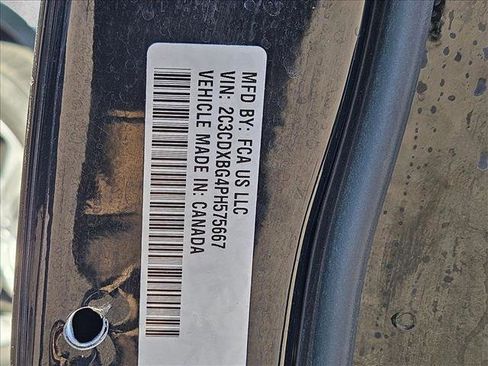 MFD BY: FCA US LLC
VIN: 2C3CDXBG4PH575667
VEHICLE MADE IN: CANADA